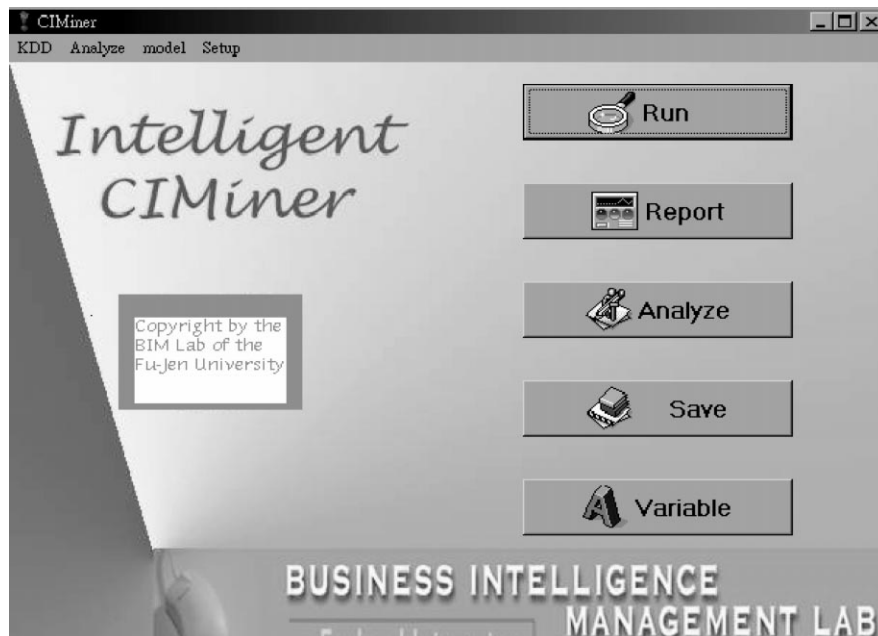 CIMiner
KDD Analyze model Setup
Intelligent
CIMiner
Copyright by the
BIM Lab of the
Fu-Jen University
Run
Report
Analyze
Save
Variable
BUSINESS INTELLIGENCE
MANAGEMENT LAB